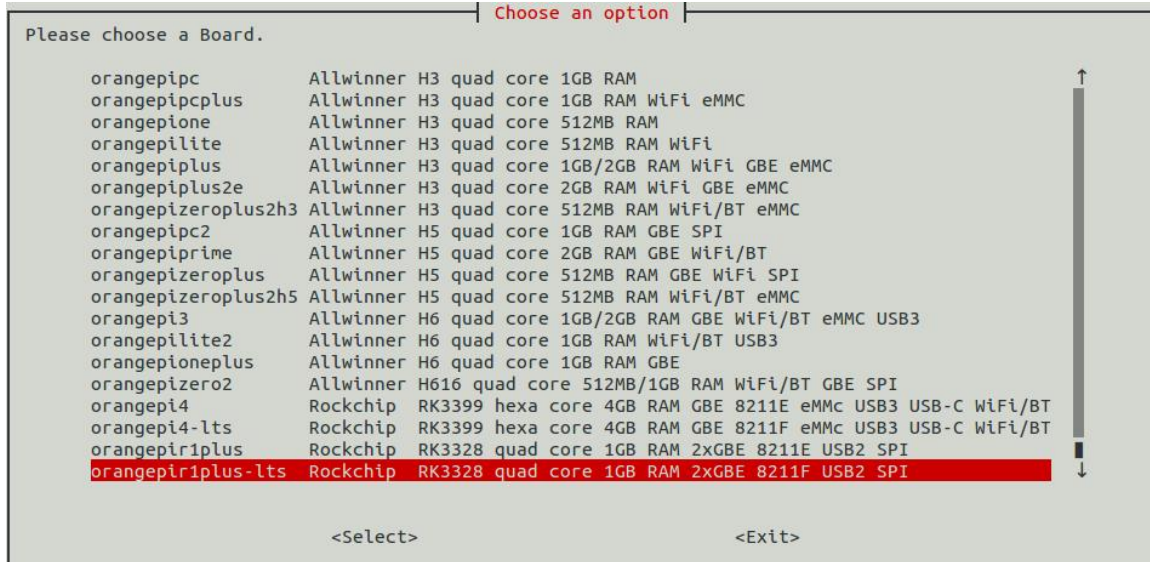 Choose an option
Please choose a Board.
orangepipc Allwinner H3 quad core 1GB RAM
orangepipcplus Allwinner H3 quad core 1GB RAM WiFi eMMC
orangepione Allwinner H3 quad core 512MB RAM
orangepilite Allwinner H3 quad core 512MB RAM WiFi
orangepiplus Allwinner H3 quad core 1GB/2GB RAM WiFi GBE eMMC
orangepiplus2e Allwinner H3 quad core 2GB RAM WiFi GBE eMMC
orangepizeroplus2h3 Allwinner H3 quad core 512MB RAM WiFi/BT eMMC
orangepipc2 Allwinner H5 quad core 1GB RAM GBE SPI
orangepiprime Allwinner H5 quad core 2GB RAM GBE WiFi/BT
orangepizeroplus Allwinner H5 quad core 512MB RAM GBE WiFi SPI
orangepizeroplus2h5 Allwinner H5 quad core 512MB RAM WiFi/BT eMMC
orangepi3 Allwinner H6 quad core 1GB/2GB RAM GBE WiFi/BT eMMC USB3
orangepilite2 Allwinner H6 quad core 1GB RAM WiFi/BT USB3
orangepioneplus Allwinner H6 quad core 1GB RAM GBE
orangepizero2 Allwinner H616 quad core 512MB/1GB RAM WiFi/BT GBE SPI
orangepi4 Rockchip RK3399 hexa core 4GB RAM GBE 8211E eMMc USB3 USB-C WiFi/BT
orangepi4-lts Rockchip RK3399 hexa core 4GB RAM GBE 8211F eMMc USB3 USB-C WiFi/BT
orangepir1plus Rockchip RK3328 quad core 1GB RAM 2xGBE 8211E USB2 SPI
orangepir1plus-lts Rockchip RK3328 quad core 1GB RAM 2xGBE 8211F USB2 SPI
<Select> <Exit>